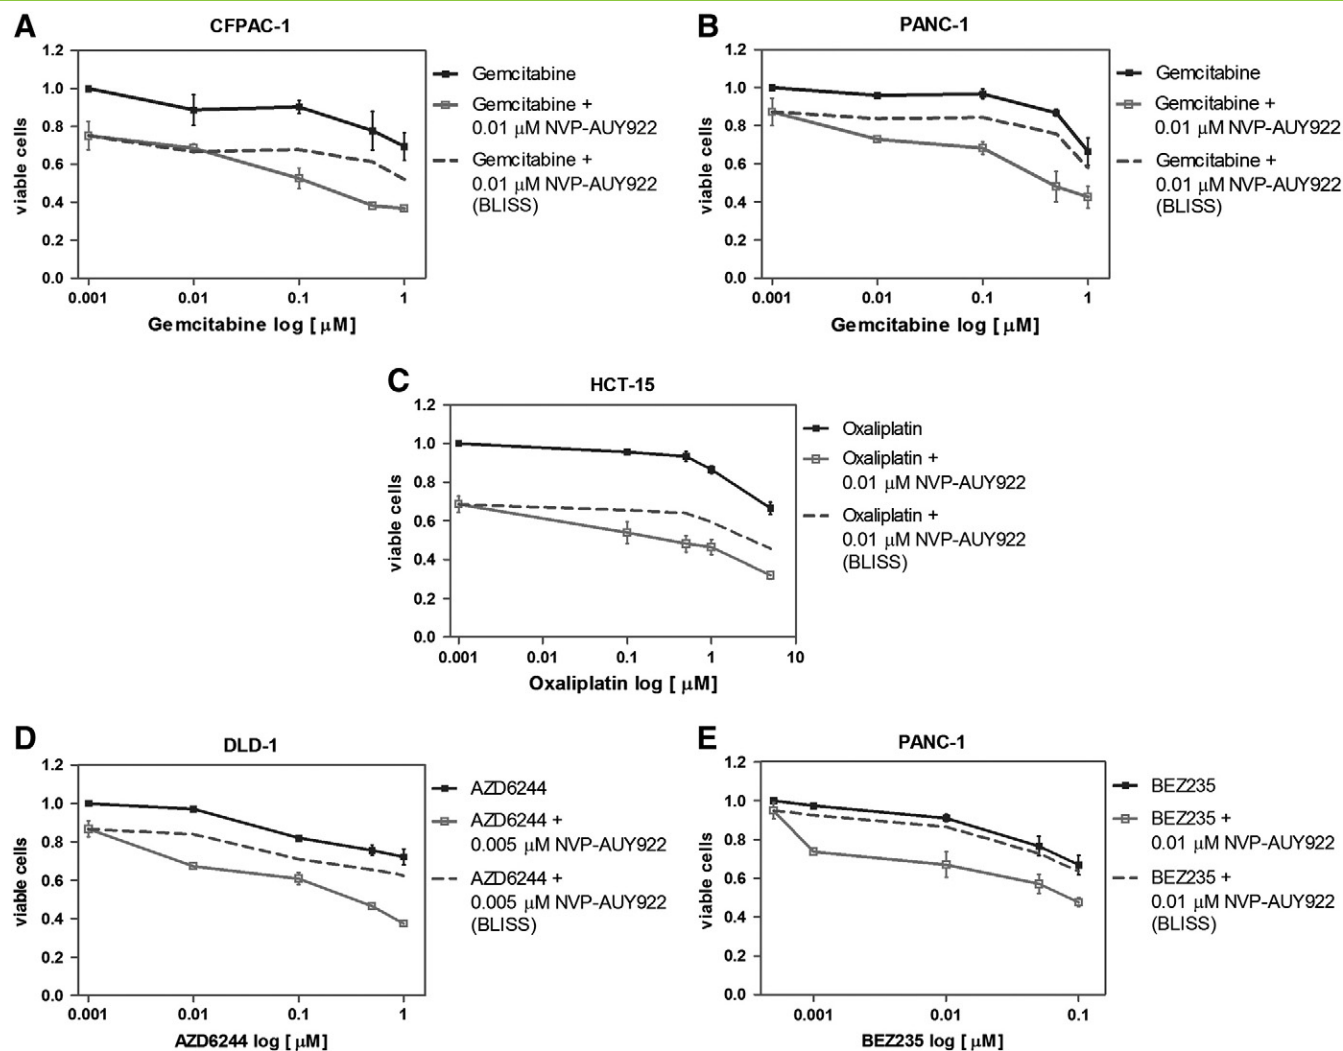 A
CFPAC-1
viable cells
1.2
1.0
0.8
0.6
0.4
0.2
0.0
0.001 0.01 0.1 1
Gemcitabine log [ μM]
Gemcitabine
Gemcitabine +
0.01 μM NVP-AUY922
Gemcitabine +
0.01 μM NVP-AUY922
(BLISS)
B
PANC-1
viable cells
1.2
1.0
0.8
0.6
0.4
0.2
0.0
0.001 0.01 0.1 1
Gemcitabine log [ μM]
Gemcitabine
Gemcitabine +
0.01 μM NVP-AUY922
Gemcitabine +
0.01 μM NVP-AUY922
(BLISS)
C
HCT-15
viable cells
1.2
1.0
0.8
0.6
0.4
0.2
0.0
0.001 0.01 0.1 1 10
Oxaliplatin log [ μM]
Oxaliplatin
Oxaliplatin +
0.01 μM NVP-AUY922
Oxaliplatin +
0.01 μM NVP-AUY922
(BLISS)
D
DLD-1
viable cells
1.2
1.0
0.8
0.6
0.4
0.2
0.0
0.001 0.01 0.1 1
AZD6244 log [ μM]
AZD6244
AZD6244 +
0.005 μM NVP-AUY922
AZD6244 +
0.005 μM NVP-AUY922
(BLISS)
E
PANC-1
viable cells
1.2
1.0
0.8
0.6
0.4
0.2
0.0
0.001 0.01 0.1
BEZ235 log [ μM]
BEZ235
BEZ235 +
0.01 μM NVP-AUY922
BEZ235 +
0.01 μM NVP-AUY922
(BLISS)